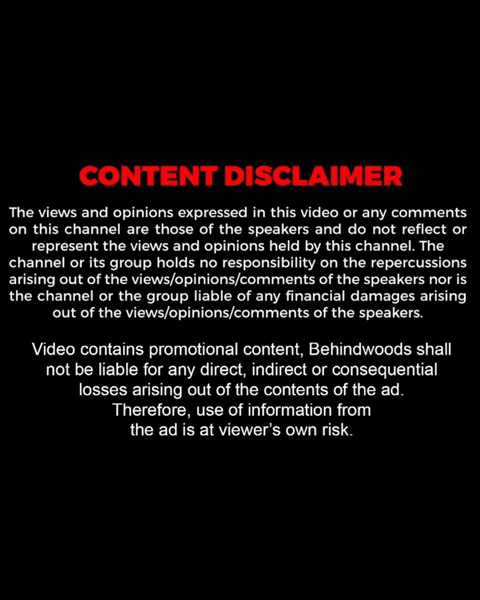 CONTENT DISCLAIMER
The views and opinions expressed in this video or any comments
on this channel are those of the speakers and do not reflect or
represent the views and opinions held by this channel. The
channel or its group holds no responsibility on the repercussions
arising out of the views/opinions/comments of the speakers nor is
the channel or the group liable of any financial damages arising
out of the views/opinions/comments of the speakers.
Video contains promotional content, Behindwoods shall
not be liable for any direct, indirect or consequential
losses arising out of the contents of the ad.
Therefore, use of information from
the ad is at viewer's own risk.